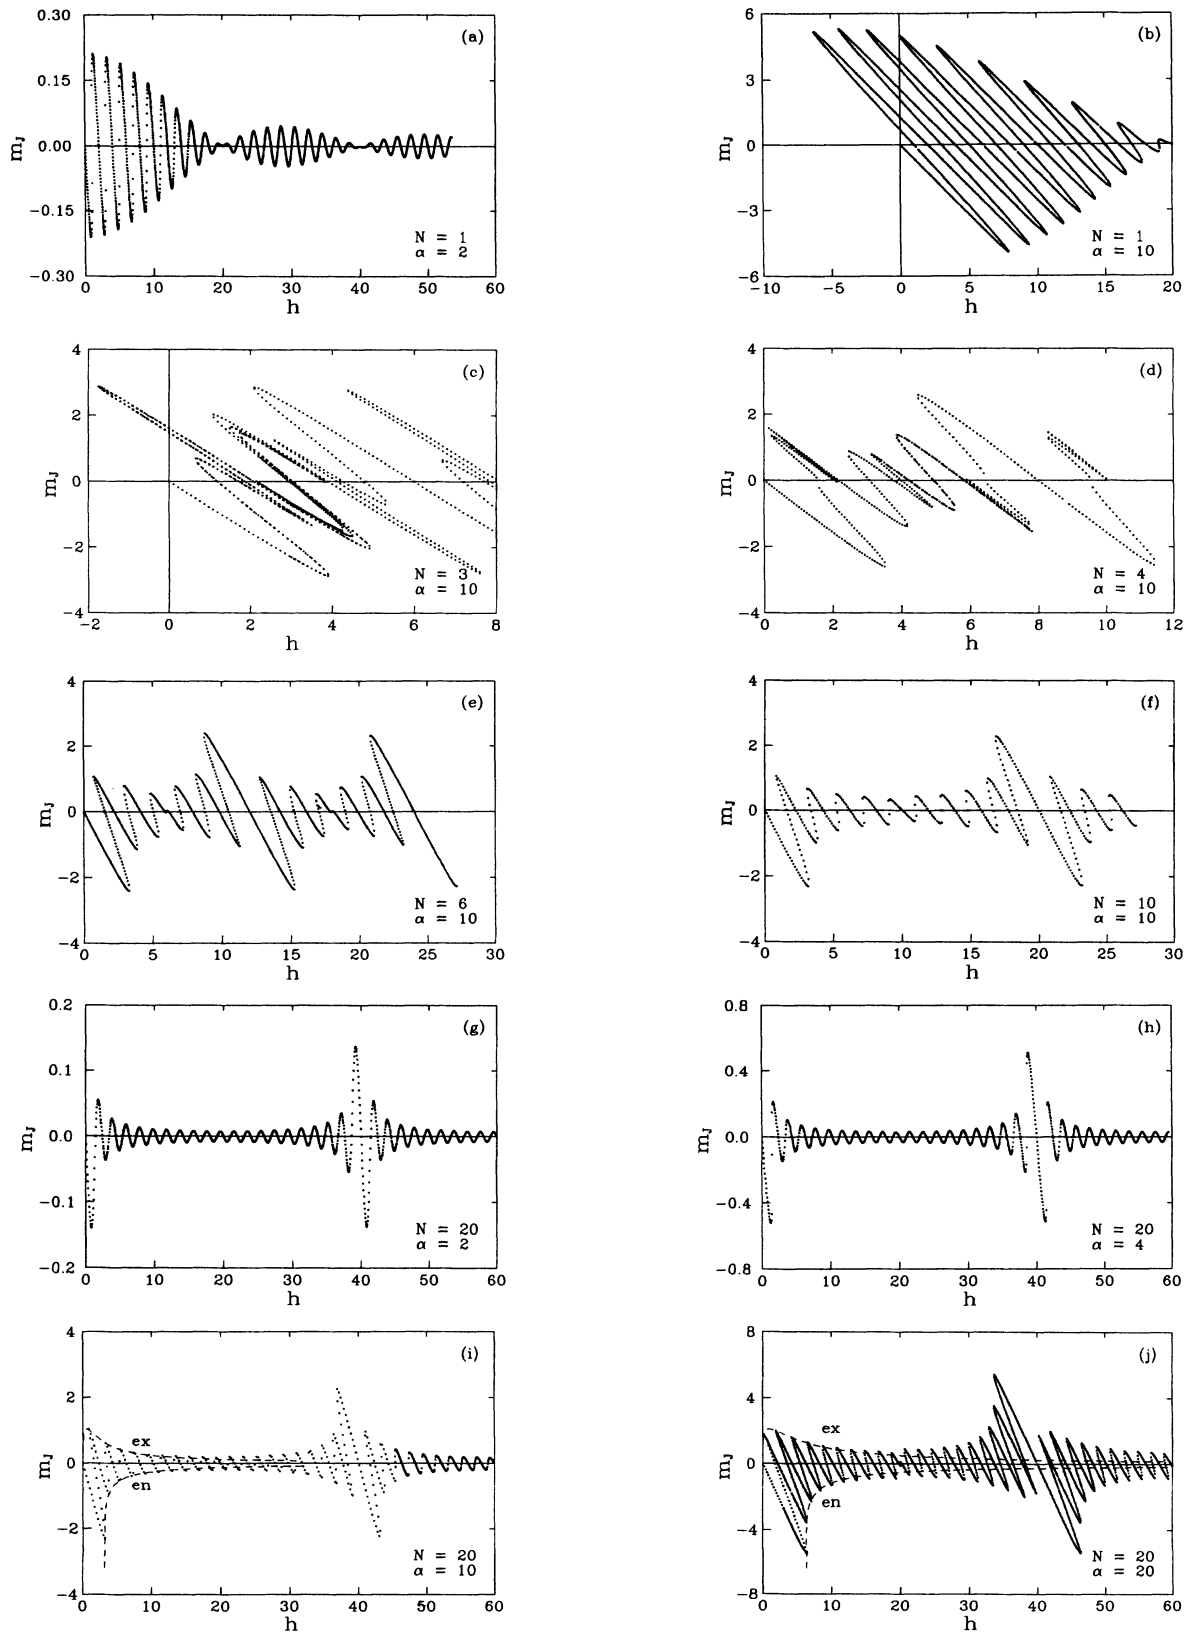 0.30
0.15
0.00
−0.15
−0.30
m_J
(a)
N = 1
α = 2
0 10 20 30 40 50 60
h
6
3
0
−3
−6
m_J
(b)
N = 1
α = 10
−10 −5 0 5 10 15 20
h
4
2
0
−2
−4
m_J
(c)
N = 3
α = 10
−2 0 2 4 6 8
h
4
2
0
−2
−4
m_J
(d)
N = 4
α = 10
0 2 4 6 8 10 12
h
4
2
0
−2
−4
m_J
(e)
N = 6
α = 10
0 5 10 15 20 25 30
h
4
2
0
−2
−4
m_J
(f)
N = 10
α = 10
0 5 10 15 20 25 30
h
0.2
0.1
0.0
−0.1
−0.2
m_J
(g)
N = 20
α = 2
0 10 20 30 40 50 60
h
0.8
0.4
0.0
−0.4
−0.8
m_J
(h)
N = 20
α = 4
0 10 20 30 40 50 60
h
4
2
0
−2
−4
m_J
(i)
ex
en
N = 20
α = 10
0 10 20 30 40 50 60
h
8
4
0
−4
−8
m_J
(j)
ex
en
N = 20
α = 20
0 10 20 30 40 50 60
h